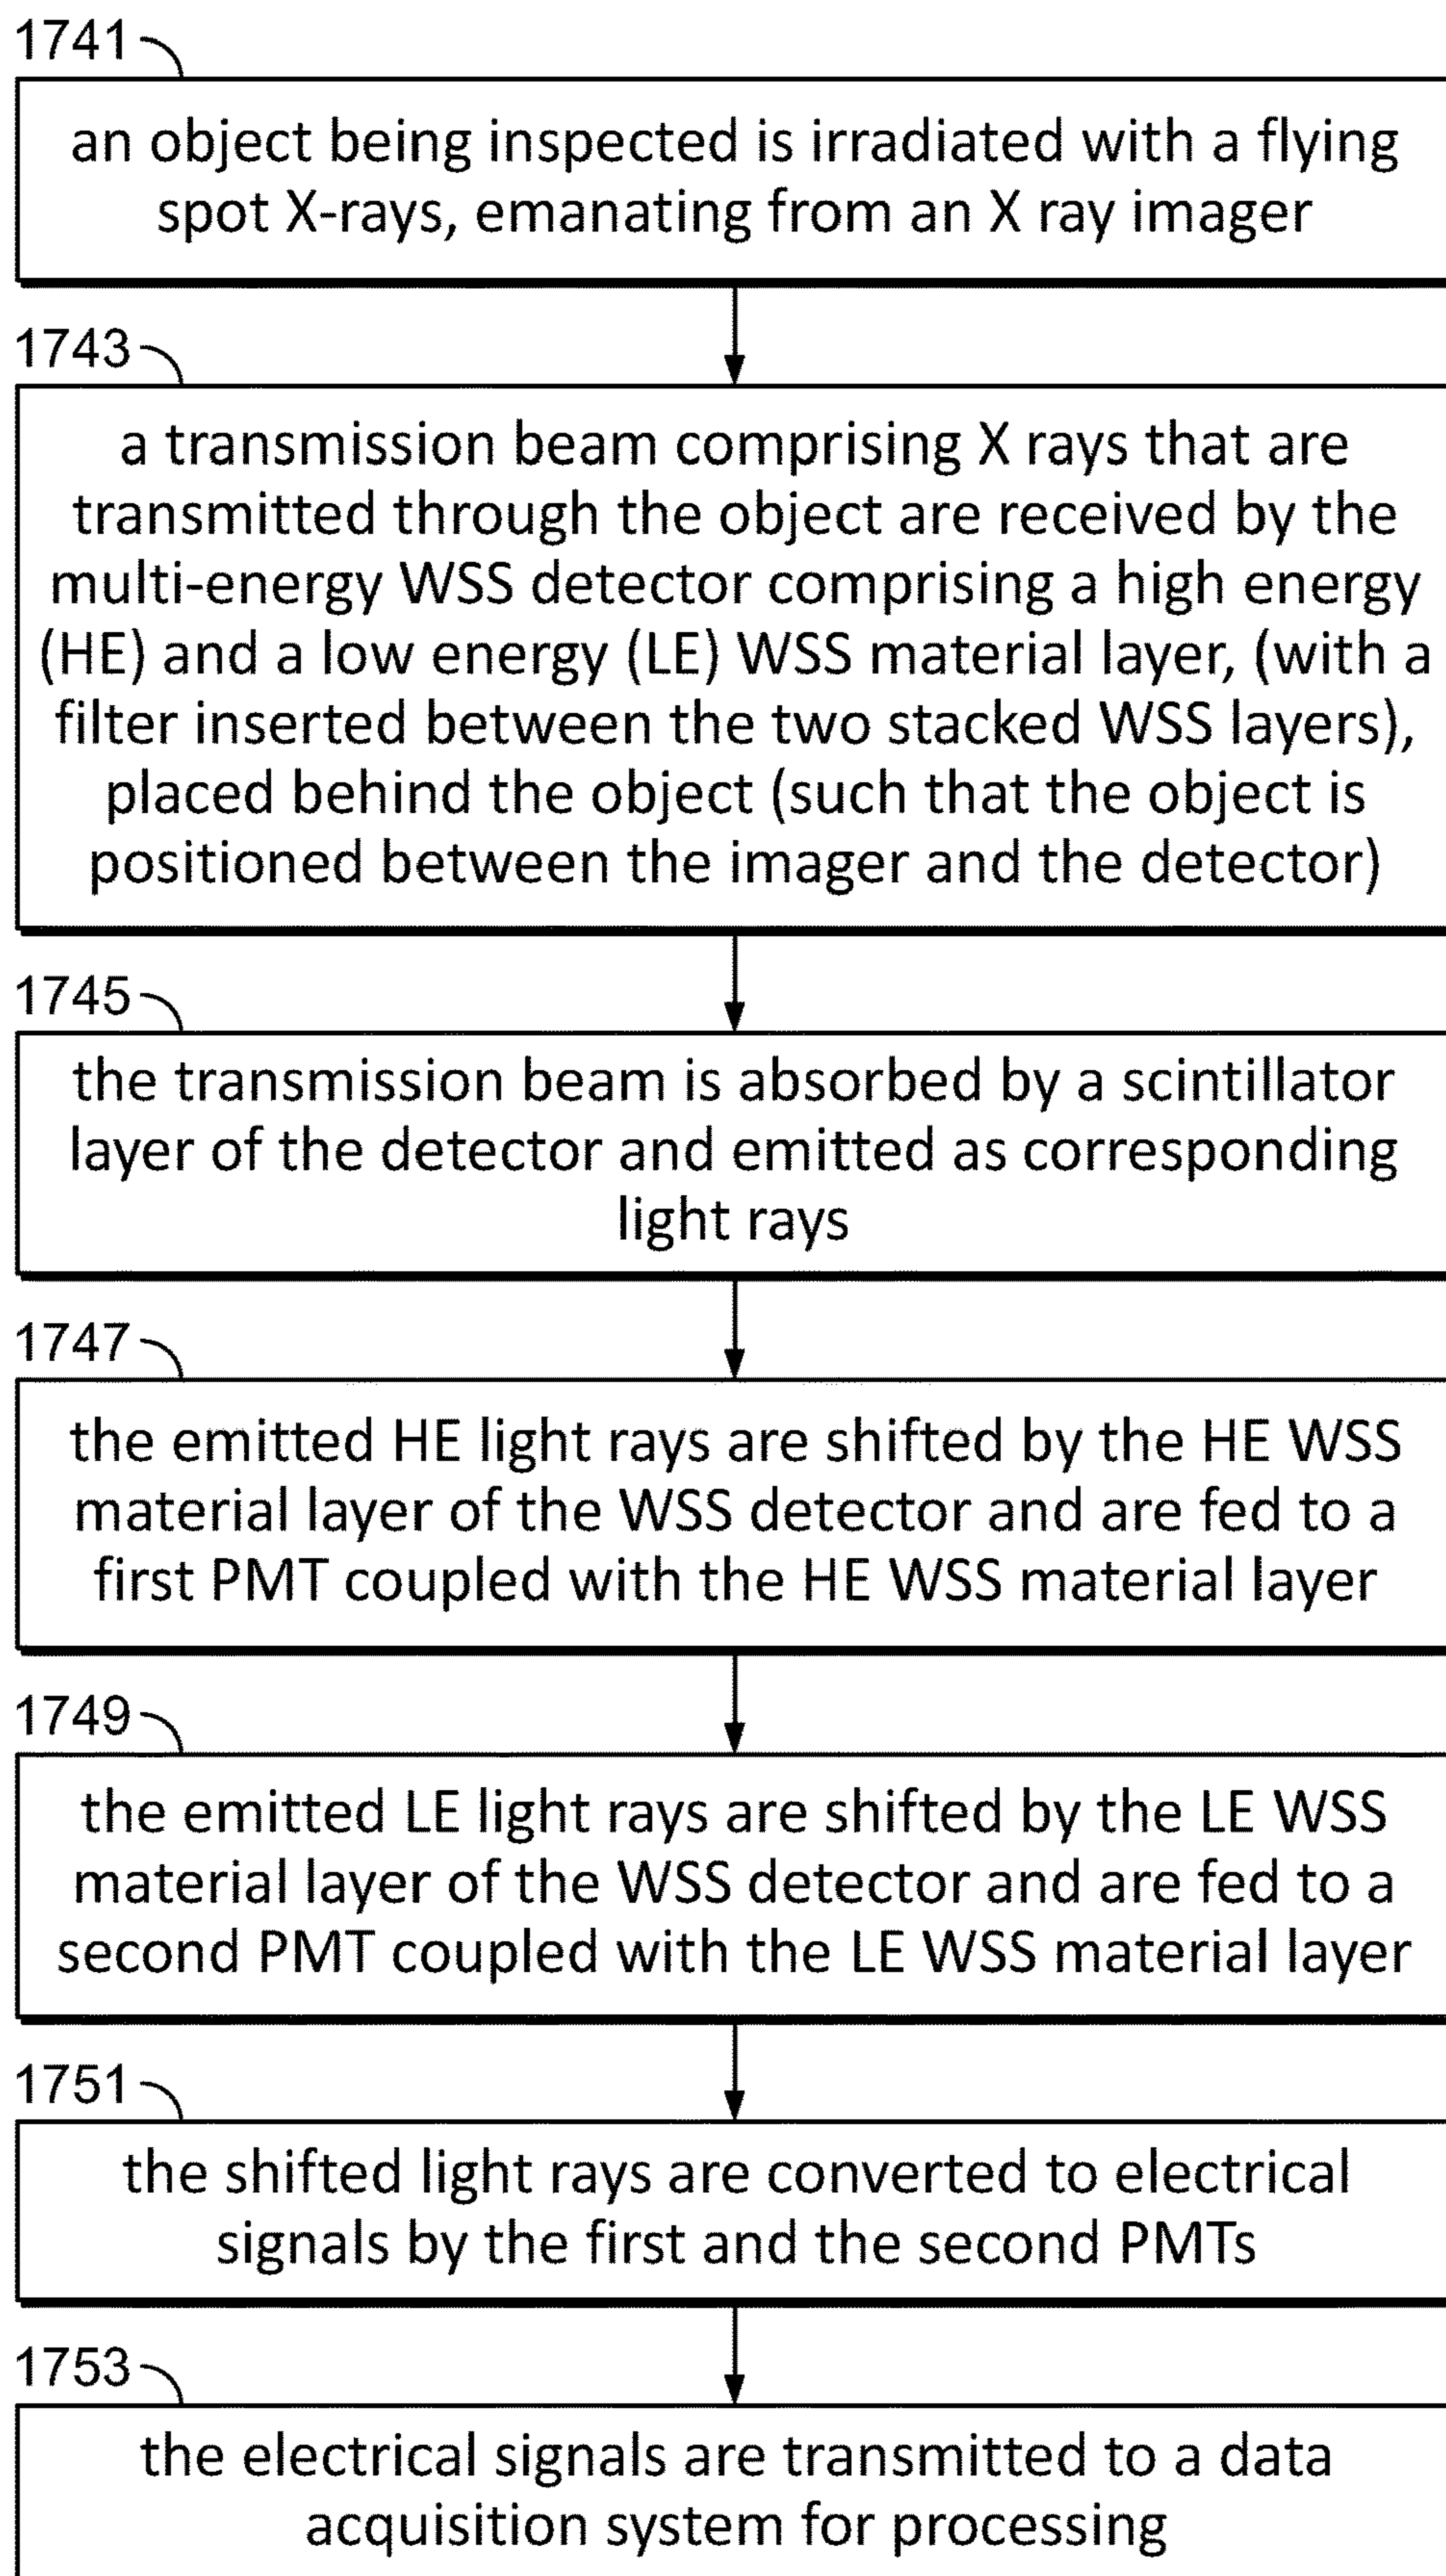 1741
an object being inspected is irradiated with a flying
spot X-rays, emanating from an X ray imager
1743
a transmission beam comprising X rays that are
transmitted through the object are received by the
multi-energy WSS detector comprising a high energy
(HE) and a low energy (LE) WSS material layer, (with a
filter inserted between the two stacked WSS layers),
placed behind the object (such that the object is
positioned between the imager and the detector)
1745
the transmission beam is absorbed by a scintillator
layer of the detector and emitted as corresponding
light rays
1747
the emitted HE light rays are shifted by the HE WSS
material layer of the WSS detector and are fed to a
first PMT coupled with the HE WSS material layer
1749
the emitted LE light rays are shifted by the LE WSS
material layer of the WSS detector and are fed to a
second PMT coupled with the LE WSS material layer
1751
the shifted light rays are converted to electrical
signals by the first and the second PMTs
1753
the electrical signals are transmitted to a data
acquisition system for processing